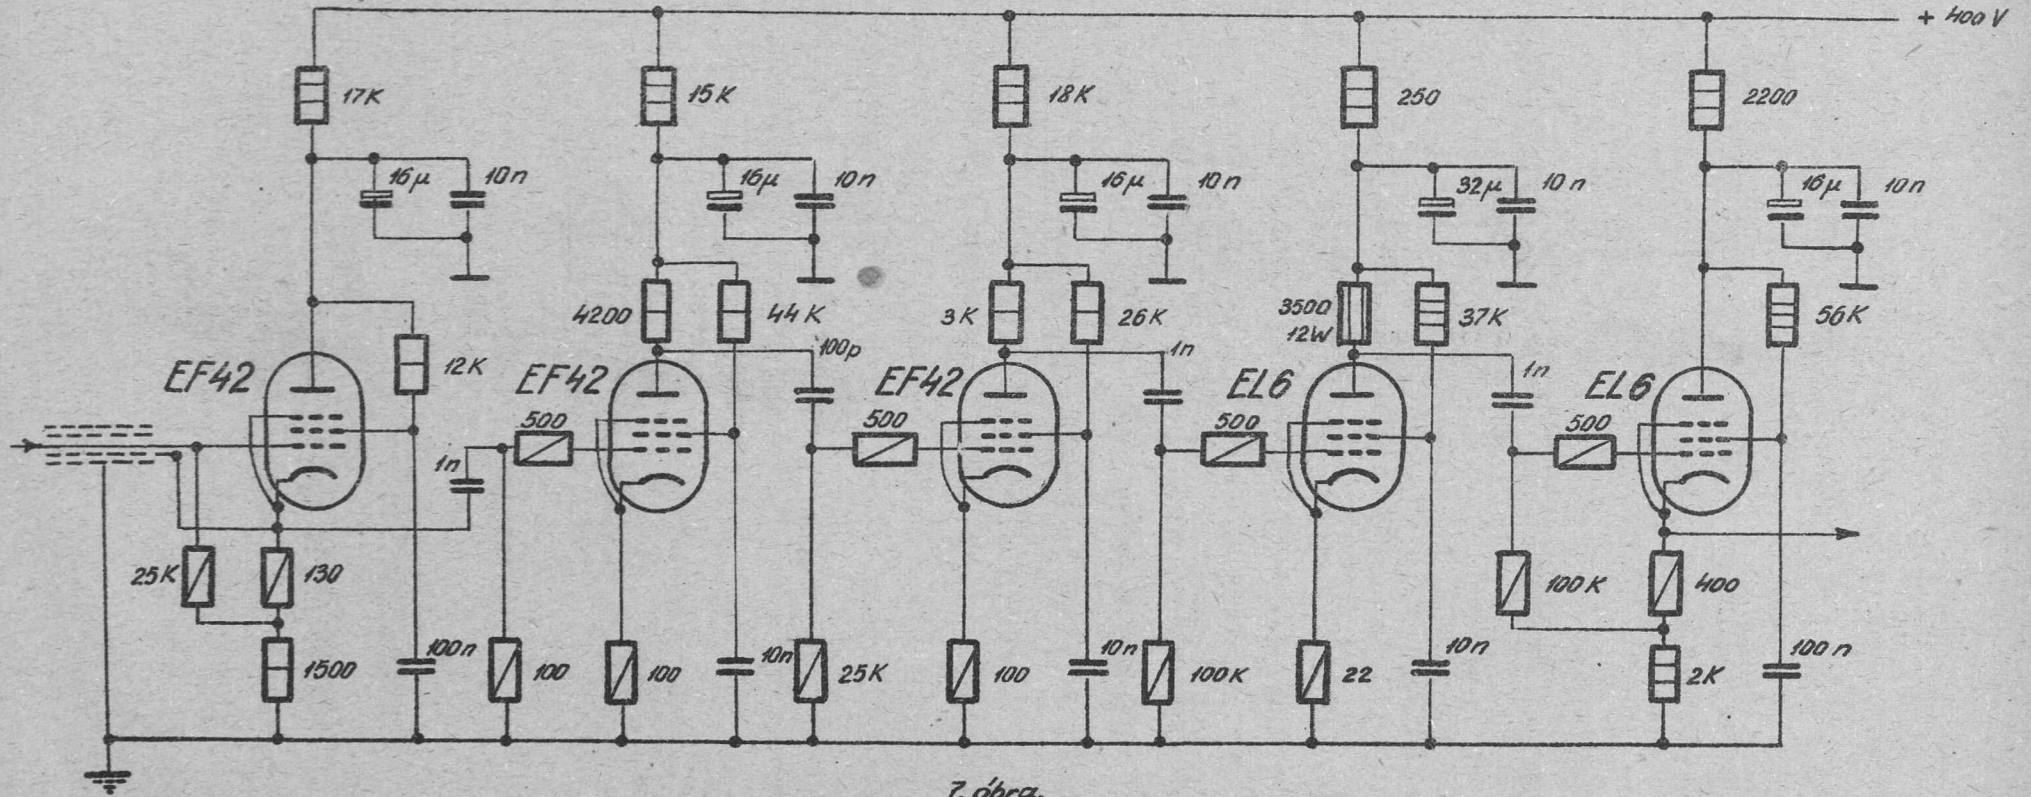 + 400 V
17K
15K
18K
250
2200
16μ
10n
16μ
10n
16μ
10n
32μ
10n
16μ
10n
4200
44K
3K
26K
3500
12W
37K
56K
100p
1n
1n
EF42
12K
EF42
EF42
EL6
EL6
500
500
500
500
1n
25K
130
100K
400
1500
100n
100
100
10n
25K
100
10n
100K
22
10n
2K
100n
7. ábra.